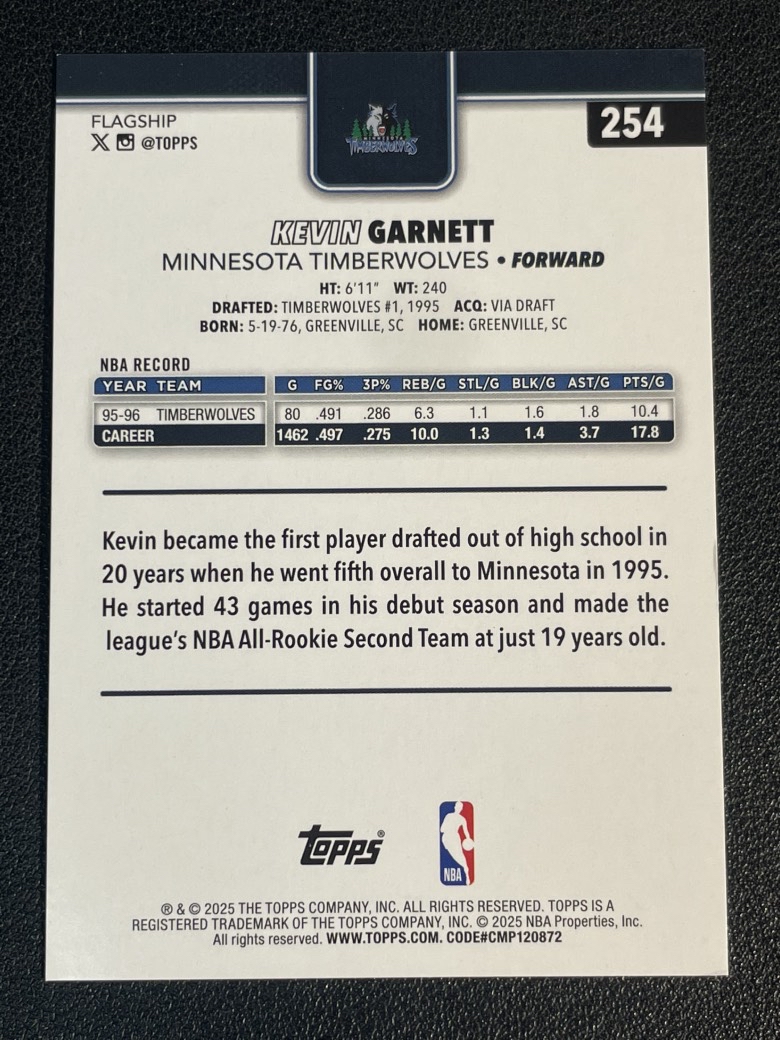 FLAGSHIP
X @TOPPS
MINNESOTA
TIMBERWOLVES
254
KEVIN GARNETT
MINNESOTA TIMBERWOLVES • FORWARD
HT: 6'11" WT: 240
DRAFTED: TIMBERWOLVES #1, 1995 ACQ: VIA DRAFT
BORN: 5-19-76, GREENVILLE, SC HOME: GREENVILLE, SC
NBA RECORD
YEAR TEAM G FG% 3P% REB/G STL/G BLK/G AST/G PTS/G
95-96 TIMBERWOLVES 80 .491 .286 6.3 1.1 1.6 1.8 10.4
CAREER 1462 .497 .275 10.0 1.3 1.4 3.7 17.8
Kevin became the first player drafted out of high school in
20 years when he went fifth overall to Minnesota in 1995.
He started 43 games in his debut season and made the
league's NBA All-Rookie Second Team at just 19 years old.
Topps®
NBA
® & © 2025 THE TOPPS COMPANY, INC. ALL RIGHTS RESERVED. TOPPS IS A
REGISTERED TRADEMARK OF THE TOPPS COMPANY, INC. © 2025 NBA Properties, Inc.
All rights reserved. WWW.TOPPS.COM. CODE#CMP120872